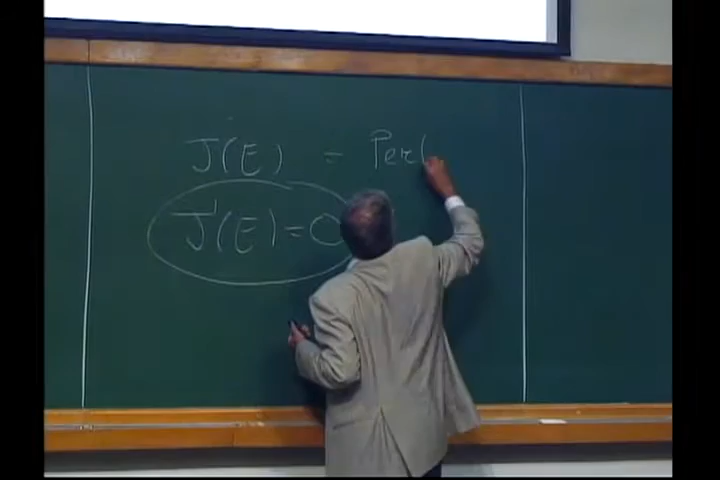 J(E) = Per(
J'(E) = 0